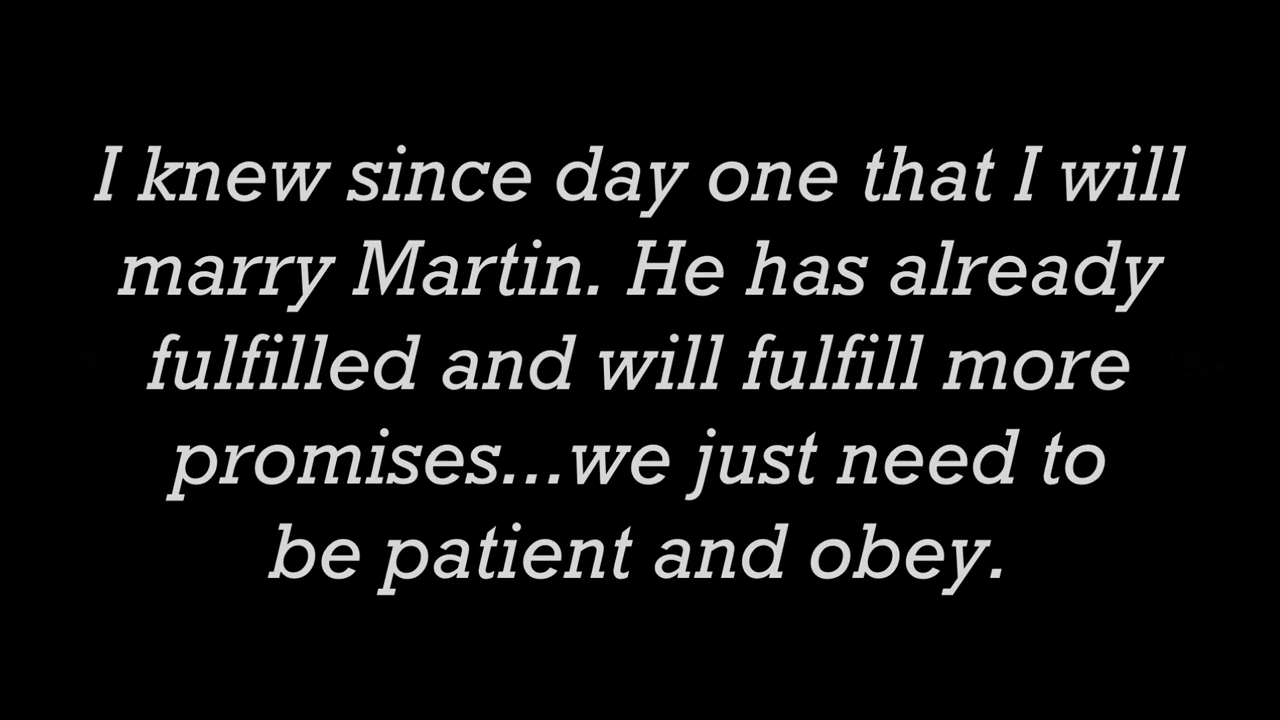 I knew since day one that I will
marry Martin. He has already
fulfilled and will fulfill more
promises...we just need to
be patient and obey.